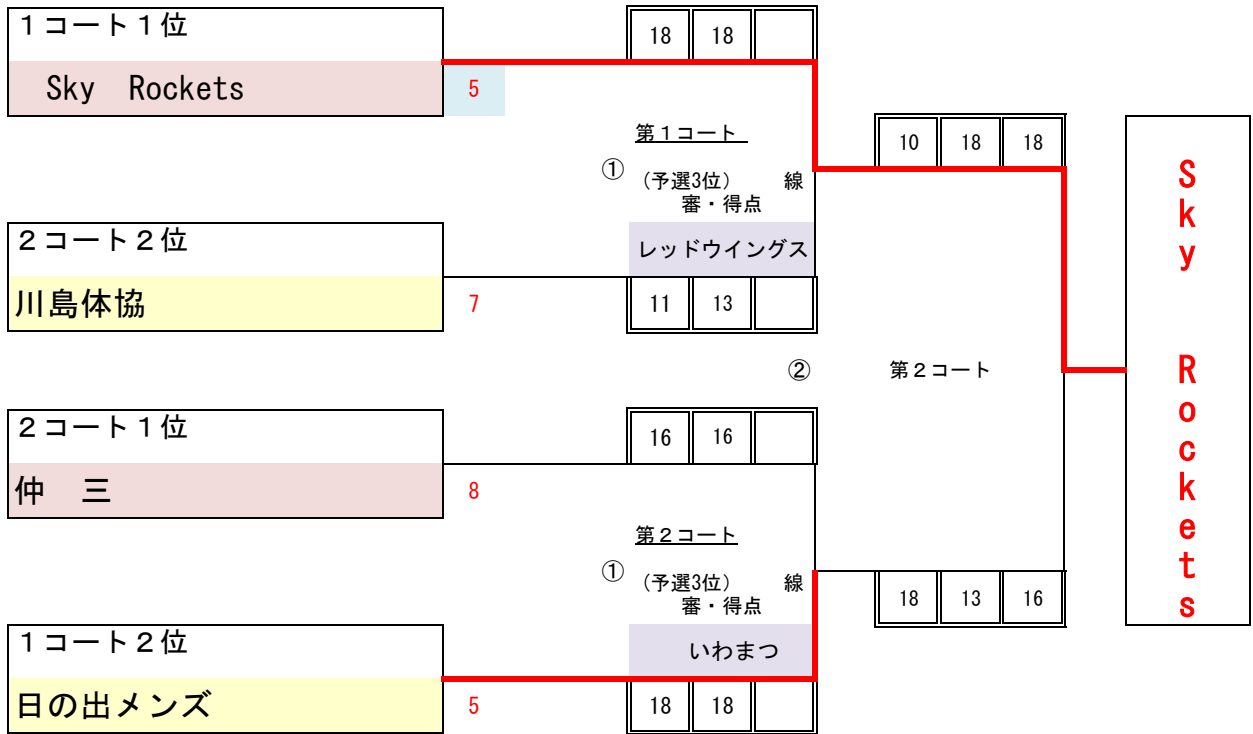 １コート１位
18 18
Sky Rockets
5
第１コート
①
（予選3位） 線
審・得点
10 18 18
２コート２位
レッドウイングス
川島体協
7
11 13
②
第２コート
Sky Rockets
２コート１位
16 16
仲 三
8
第２コート
①
（予選3位） 線
審・得点
18 13 16
１コート２位
いわまつ
日の出メンズ
5
18 18